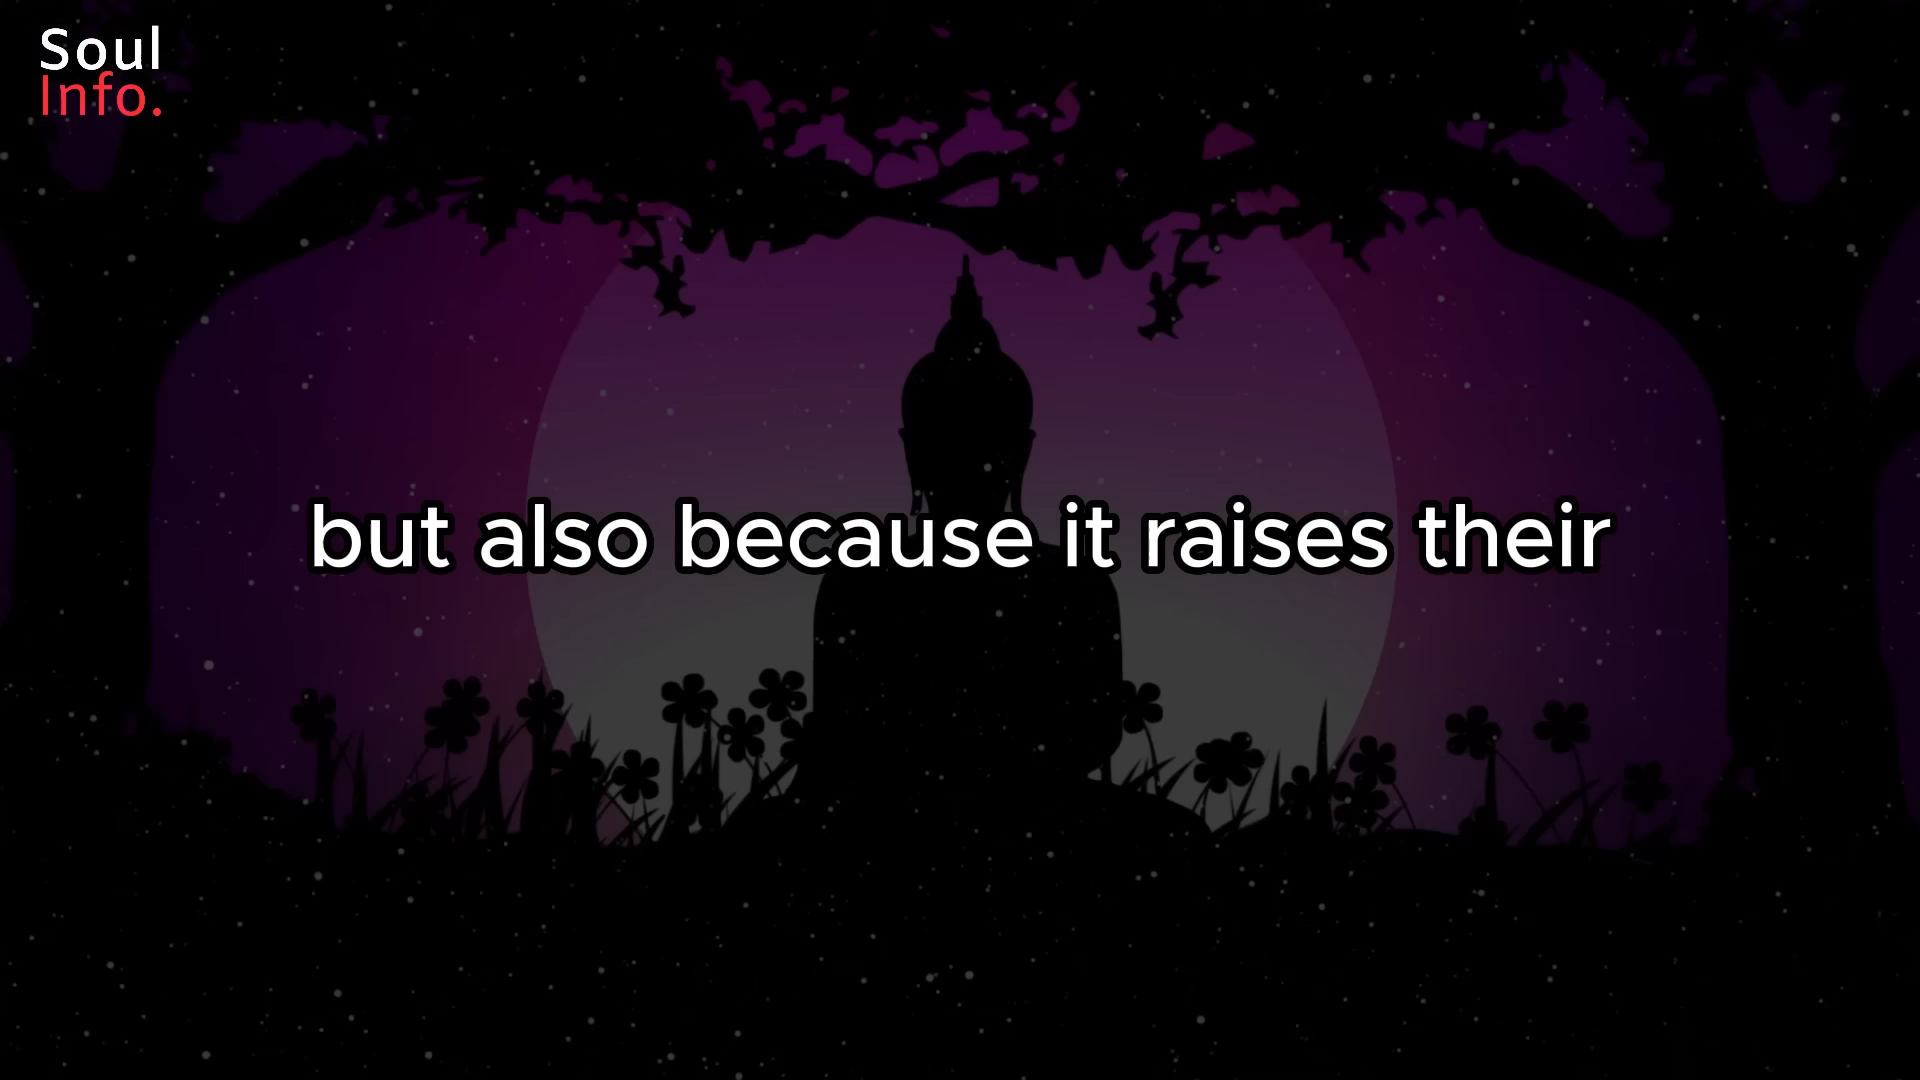 Soul
Info.
but also because it raises their